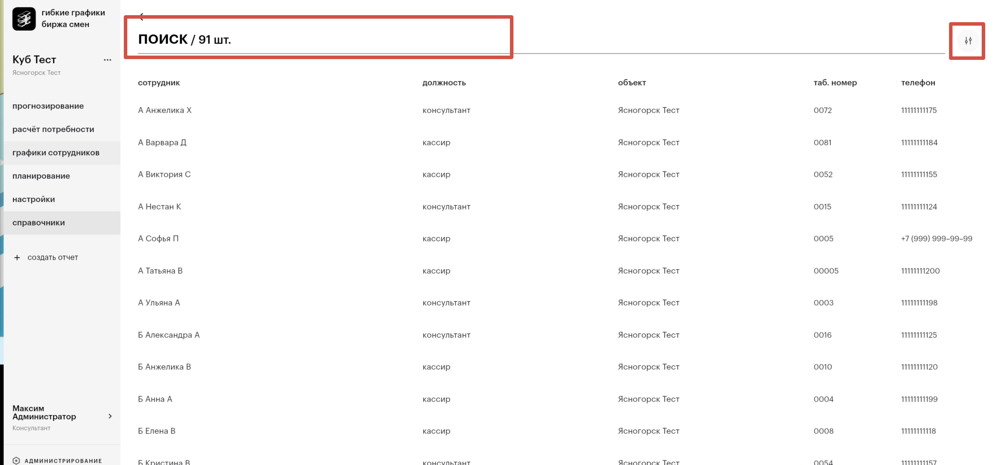 гибкие графики
биржа смен
Куб Тест
Ясногорск Тест
прогнозирование
расчёт потребности
графики сотрудников
планирование
настройки
справочники
+ создать отчет
Максим
Администратор
Консультант
АДМИНИСТРИРОВАНИЕ
ПОИСК / 91 шт.
сотрудник должность объект таб. номер телефон
А Анжелика Х консультант Ясногорск Тест 0072 11111111175
А Варвара Д кассир Ясногорск Тест 0081 11111111184
А Виктория С кассир Ясногорск Тест 0052 11111111155
А Нестан К консультант Ясногорск Тест 0015 11111111124
А Софья П кассир Ясногорск Тест 0005 +7 (999) 999-99-99
А Татьяна В кассир Ясногорск Тест 00005 11111111200
А Ульяна А консультант Ясногорск Тест 0003 11111111198
Б Александра А консультант Ясногорск Тест 0016 11111111125
Б Анжелика В кассир Ясногорск Тест 0010 11111111120
Б Анна А кассир Ясногорск Тест 0004 11111111199
Б Елена В кассир Ясногорск Тест 0008 11111111118
Б Кристина В консультант Ясногорск Тест 0054 11111111157